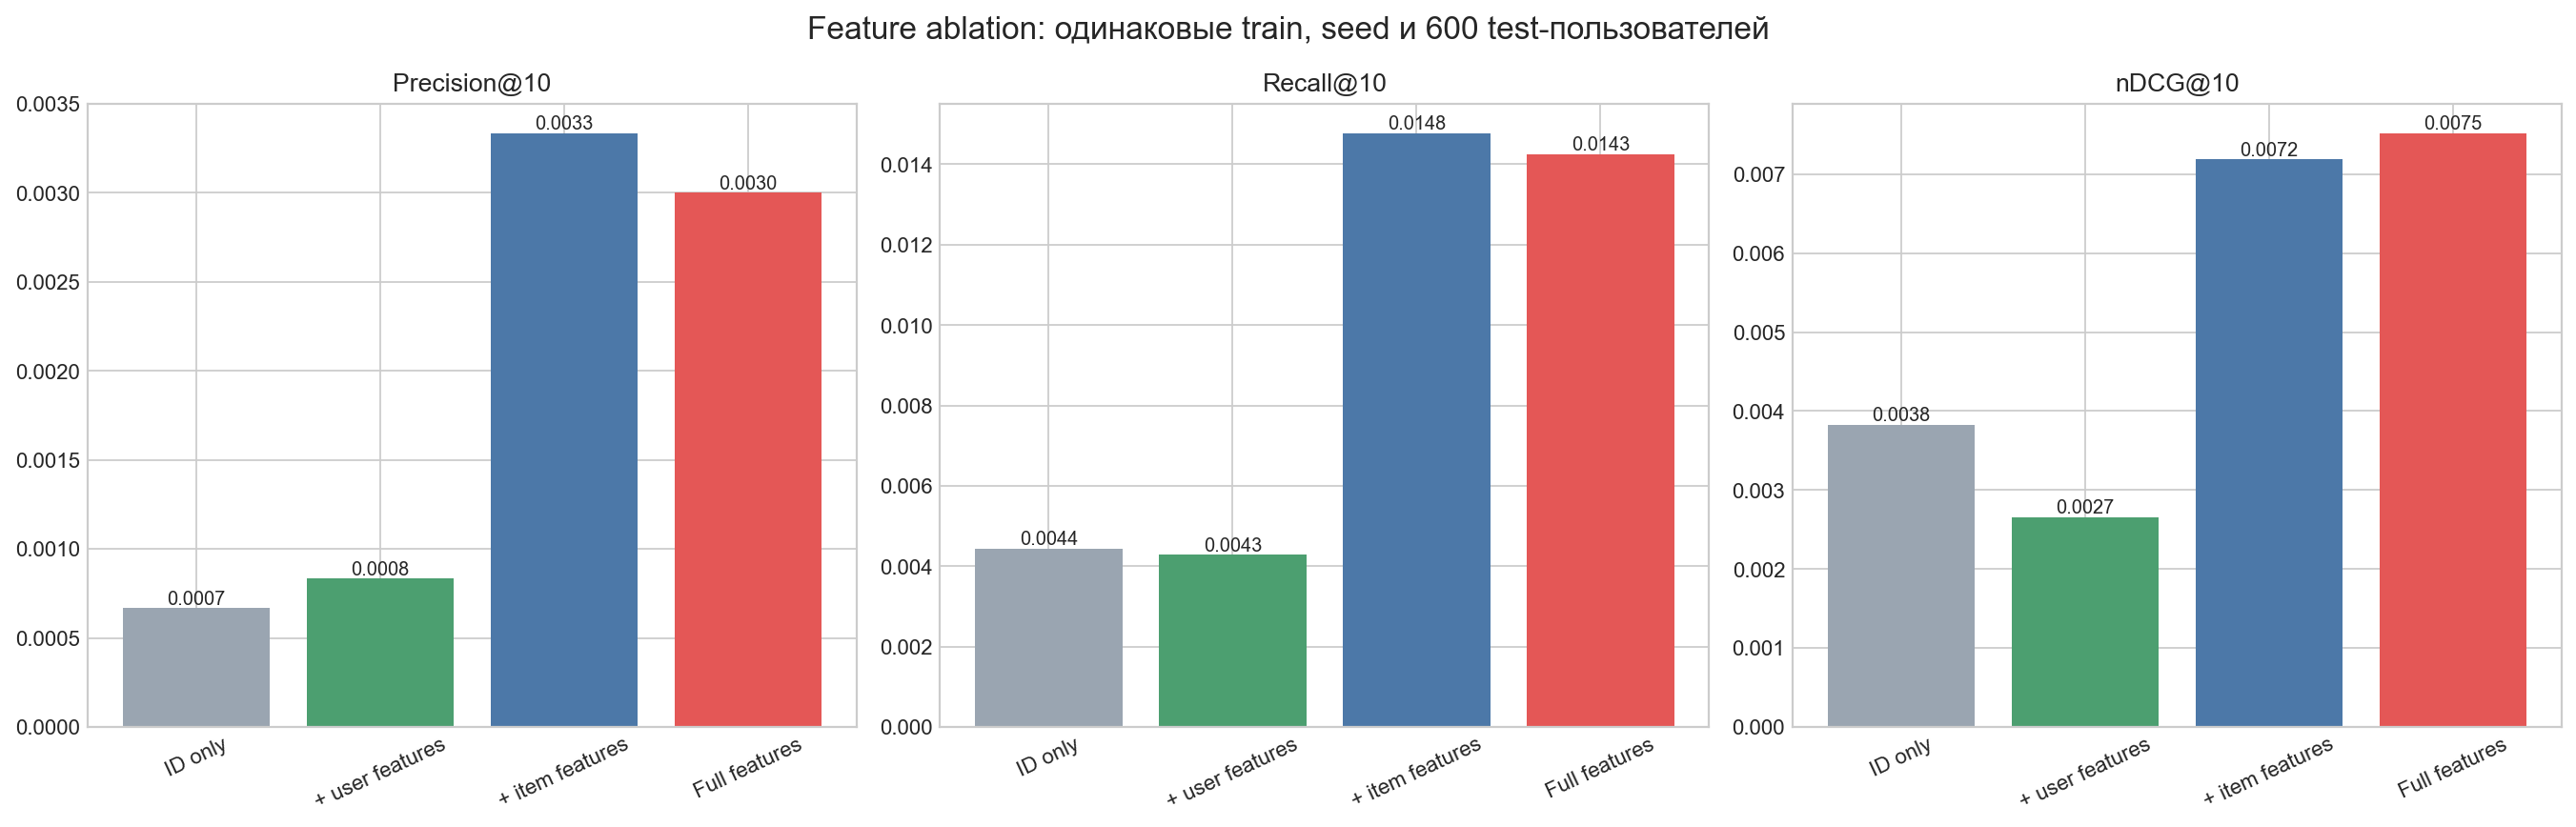 Feature ablation: одинаковые train, seed и 600 test-пользователей
Precision@10
0.0035
0.0030
0.0025
0.0020
0.0015
0.0010
0.0005
0.0000
0.0007
0.0008
0.0033
0.0030
ID only
+ user features
+ item features
Full features
Recall@10
0.014
0.012
0.010
0.008
0.006
0.004
0.002
0.000
0.0044
0.0043
0.0148
0.0143
ID only
+ user features
+ item features
Full features
nDCG@10
0.007
0.006
0.005
0.004
0.003
0.002
0.001
0.000
0.0038
0.0027
0.0072
0.0075
ID only
+ user features
+ item features
Full features